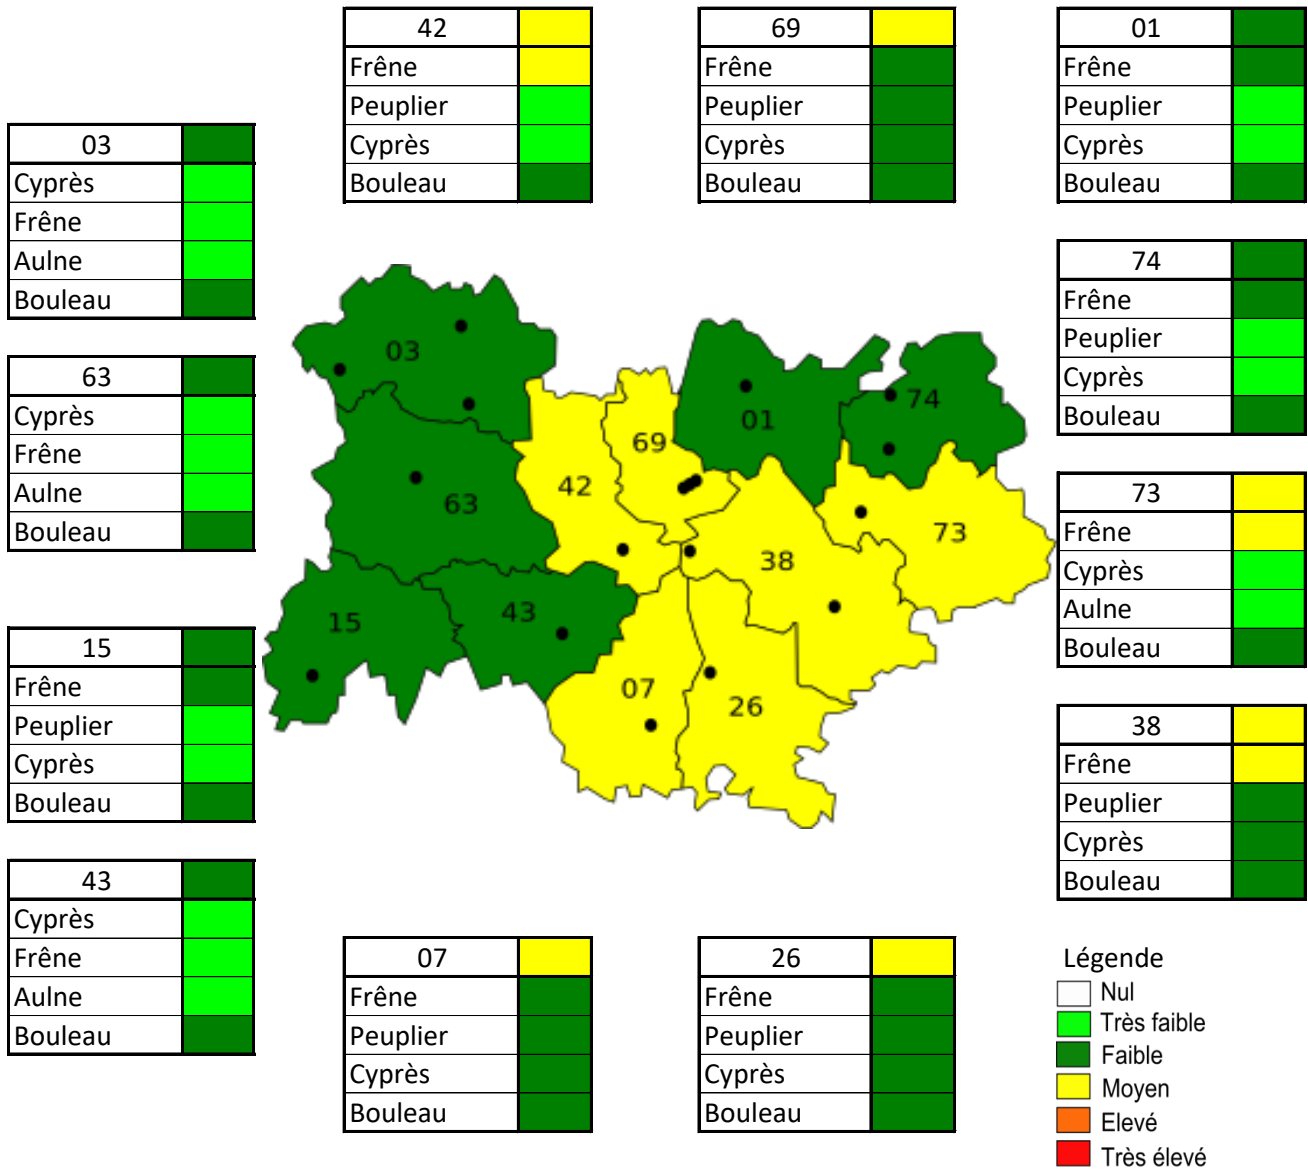 42
Frêne
Peuplier
Cyprès
Bouleau
69
Frêne
Peuplier
Cyprès
Bouleau
01
Frêne
Peuplier
Cyprès
Bouleau
03
Cyprès
Frêne
Aulne
Bouleau
74
Frêne
Peuplier
Cyprès
Bouleau
63
Cyprès
Frêne
Aulne
Bouleau
03
74
01
69
42
63
73
38
43
15
07
26
73
Frêne
Cyprès
Aulne
Bouleau
15
Frêne
Peuplier
Cyprès
Bouleau
38
Frêne
Peuplier
Cyprès
Bouleau
43
Cyprès
Frêne
Aulne
Bouleau
07
Frêne
Peuplier
Cyprès
Bouleau
26
Frêne
Peuplier
Cyprès
Bouleau
Légende
Nul
Très faible
Faible
Moyen
Elevé
Très élevé